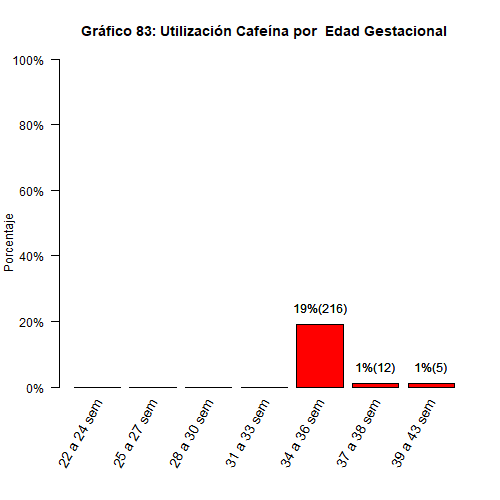 Gráfico 83: Utilización Cafeína por  Edad Gestacional
Porcentaje
100%
80%
60%
40%
20%
0%
19%(216)
1%(12)
1%(5)
22 a 24 sem
25 a 27 sem
28 a 30 sem
31 a 33 sem
34 a 36 sem
37 a 38 sem
39 a 43 sem